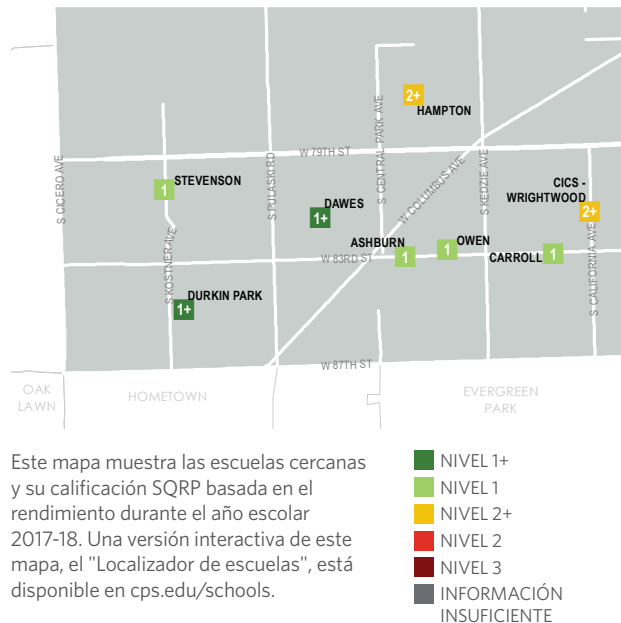 2+
HAMPTON
W 79TH ST
S CICERO AVE
S PULASKI RD
S CENTRAL PARK AVE
W COLUMBUS AVE
S KEDZIE AVE
1
STEVENSON
CICS -
WRIGHTWOOD
2+
DAWES
1+
ASHBURN
1
OWEN
1
CARROLL
1
S KOSTNER AVE
W 83RD ST
S CALIFORNIA AVE
DURKIN PARK
1+
W 87TH ST
OAK
LAWN
HOMETOWN
EVERGREEN
PARK
Este mapa muestra las escuelas cercanas
y su calificación SQRP basada en el
rendimiento durante el año escolar
2017-18. Una versión interactiva de este
mapa, el "Localizador de escuelas", está
disponible en cps.edu/schools.
NIVEL 1+
NIVEL 1
NIVEL 2+
NIVEL 2
NIVEL 3
INFORMACIÓN
INSUFICIENTE